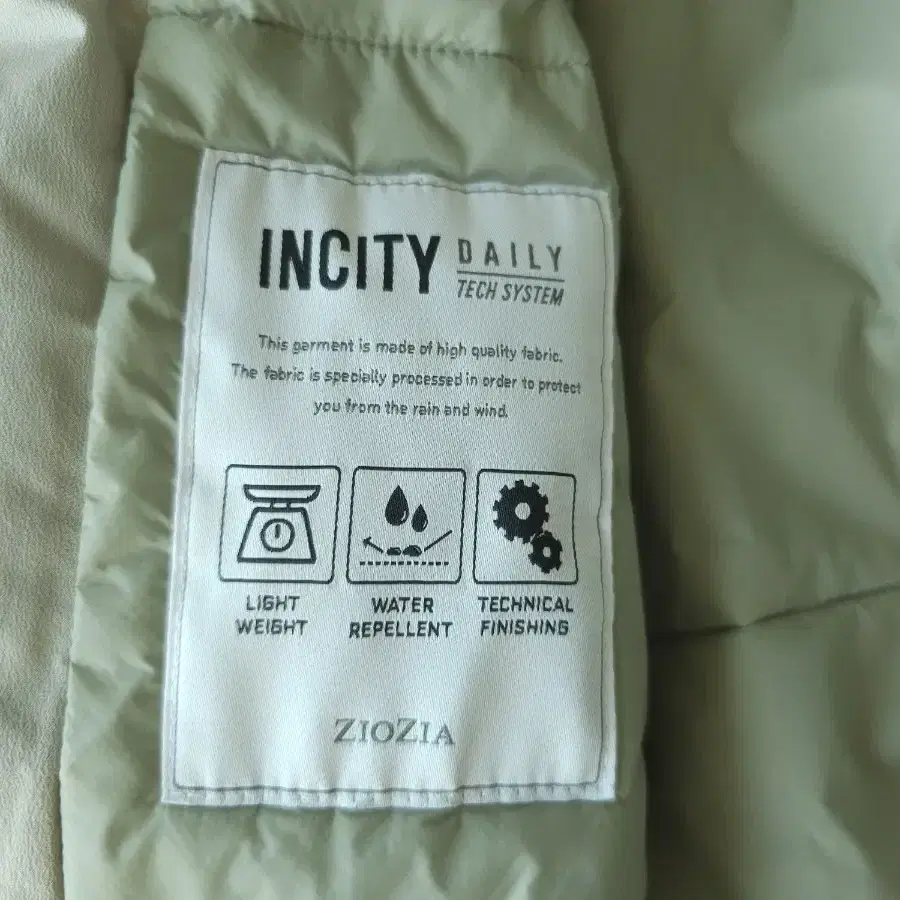 INCITY DAILY
TECH SYSTEM
This garment is made of high quality fabric.
The fabric is specially processed in order to protect
you from the rain and wind.
LIGHT WEIGHT
WATER REPELLENT
TECHNICAL FINISHING
ZIOZIA